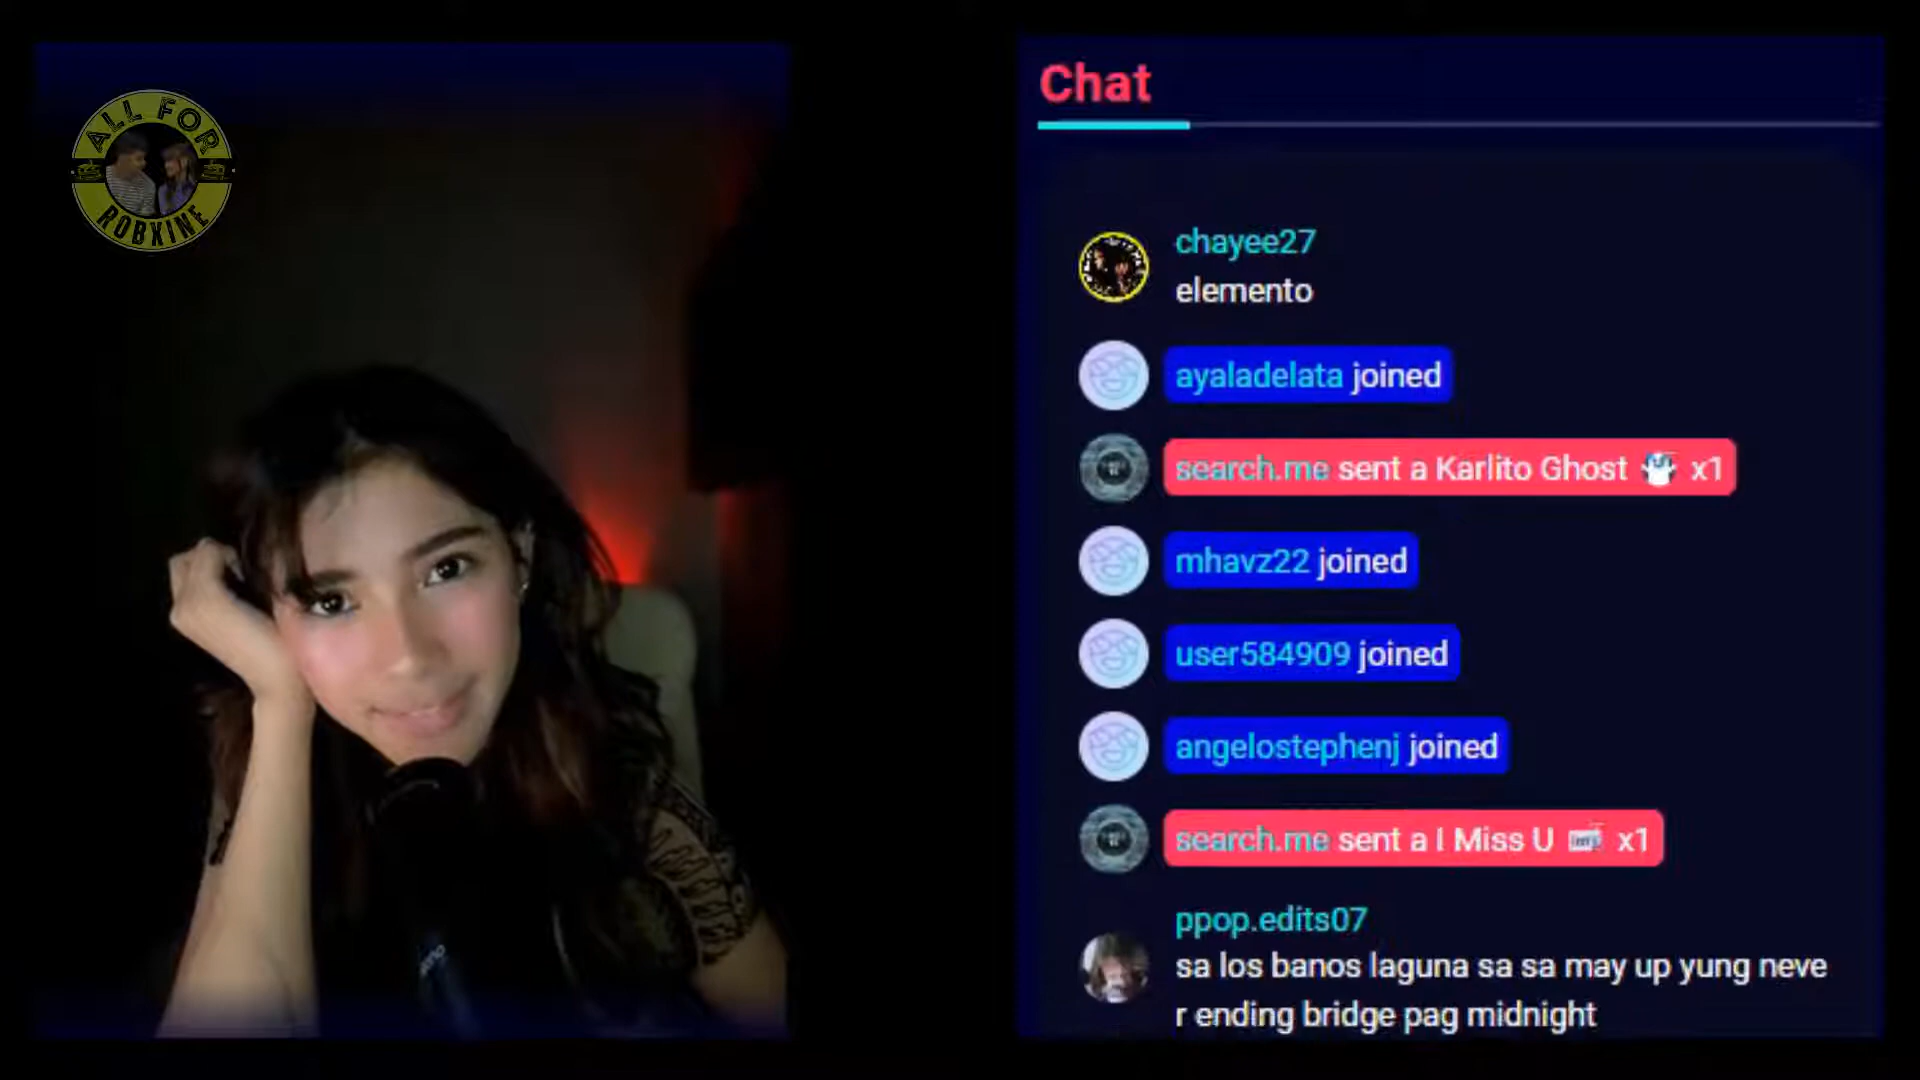 ALL FOR
ROBXINE
Chat
chayee27
elemento
ayaladelata joined
search.me sent a Karlito Ghost x1
mhavz22 joined
user584909 joined
angelostephenj joined
search.me sent a I Miss U x1
ppop.edits07
sa los banos laguna sa sa may up yung neve
r ending bridge pag midnight